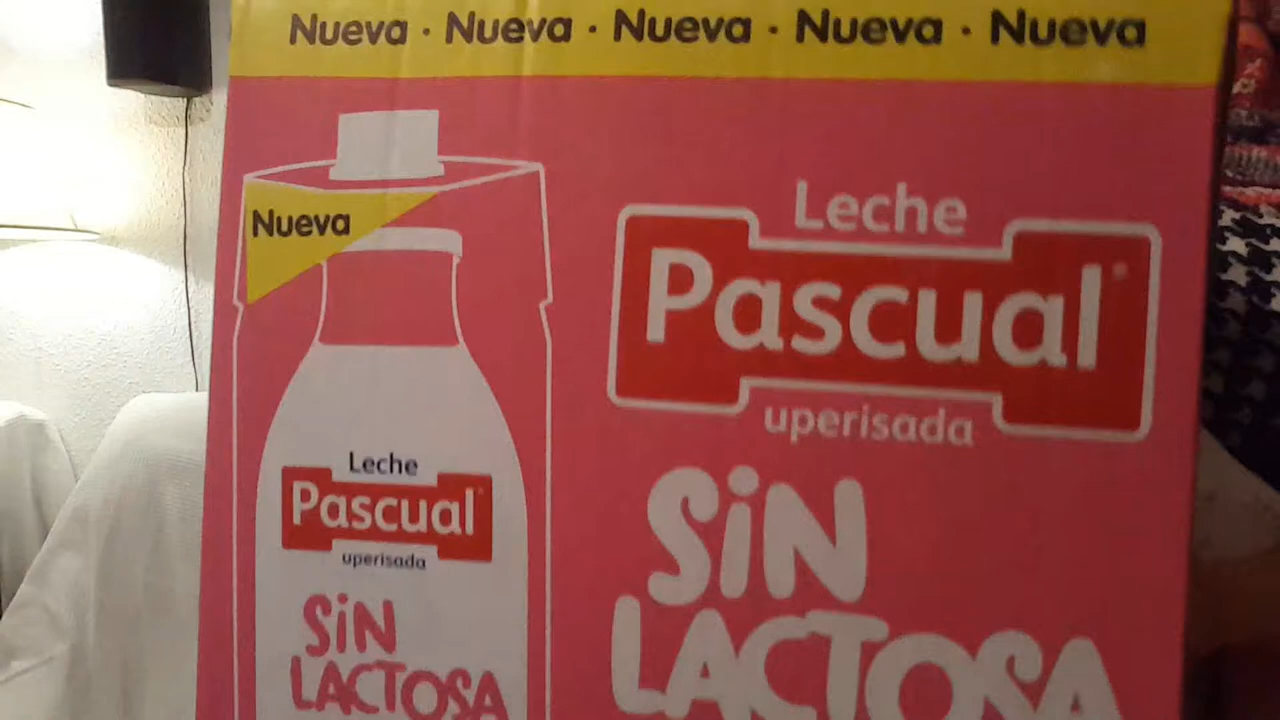 Nueva · Nueva · Nueva · Nueva · Nueva
Nueva
Leche
Pascual
uperisada
SiN
LACTOSA
Leche
Pascual
uperisada
SiN
LACTOSA